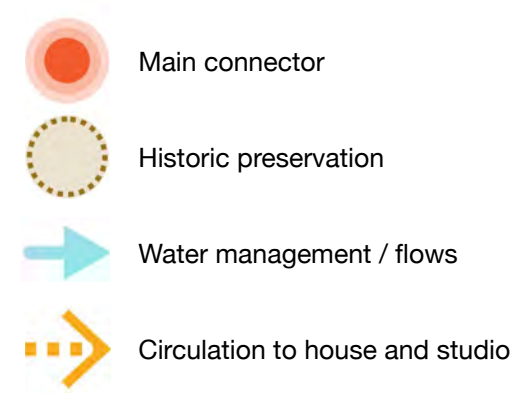 Main connector
Historic preservation
Water management / flows
Circulation to house and studio